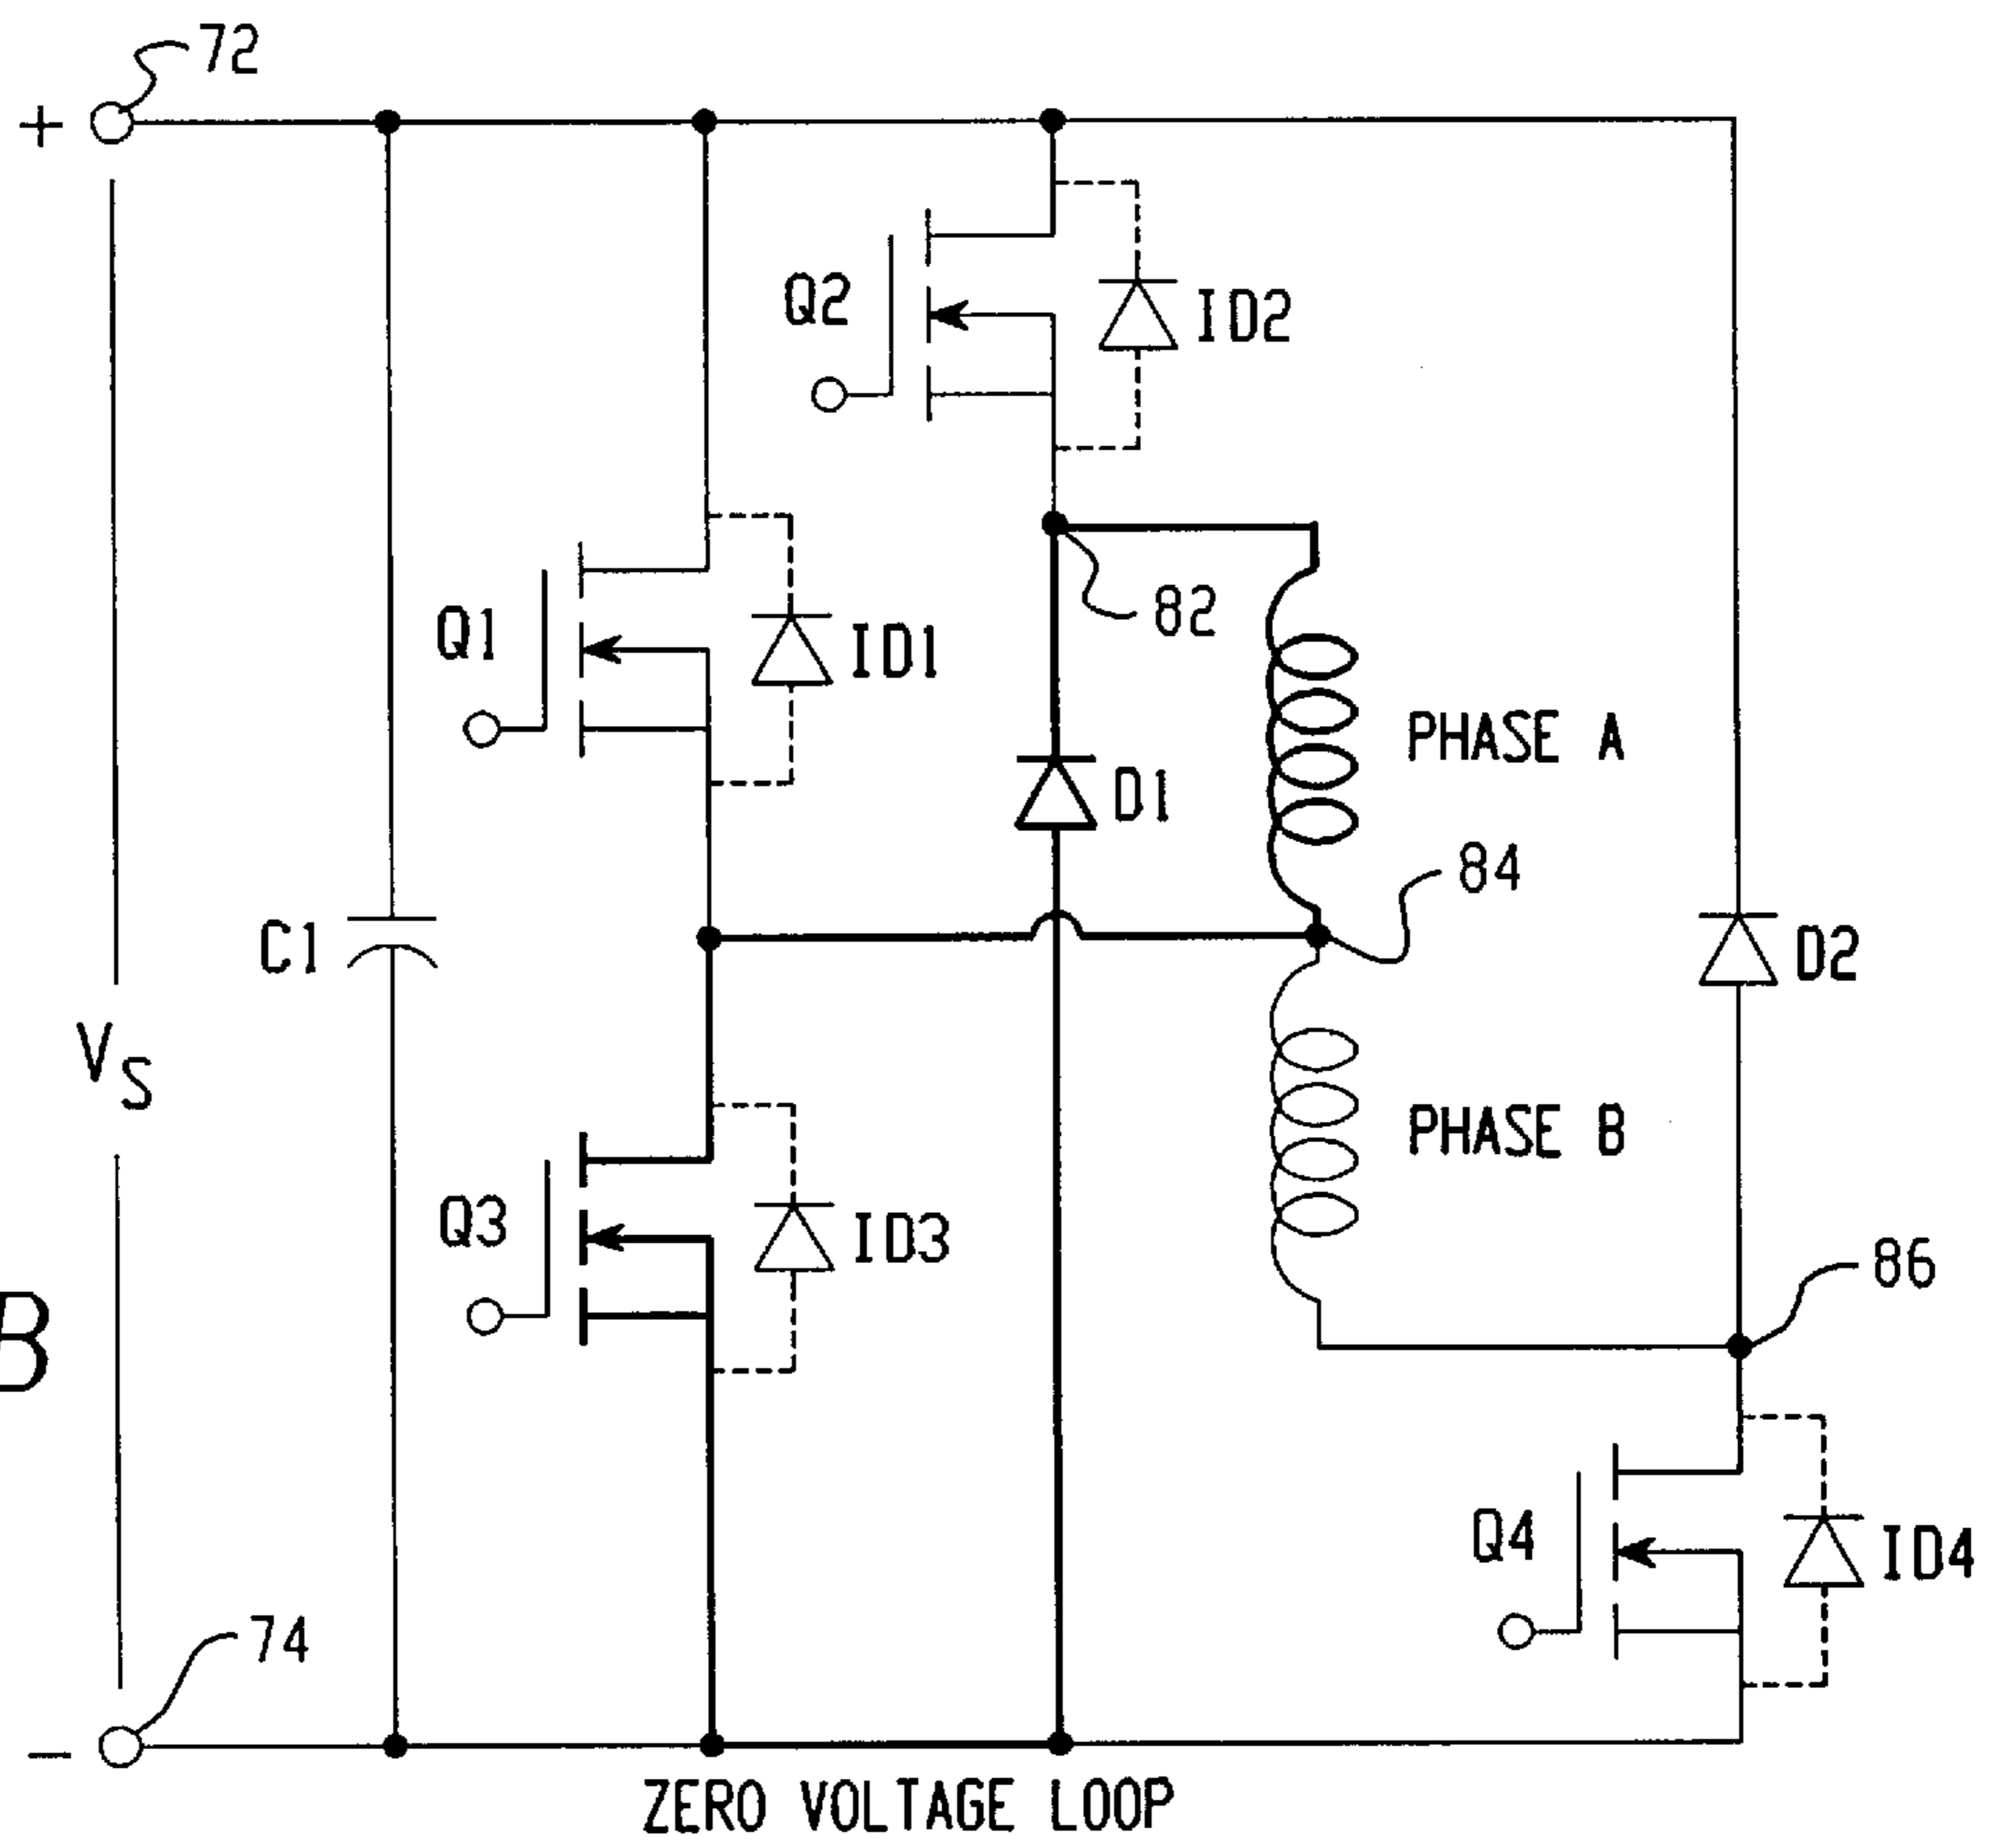 72
+
Q2
ID2
82
Q1
ID1
D1
PHASE A
84
C1
D2
VS
PHASE B
Q3
ID3
86
B
Q4
ID4
74
−
ZERO VOLTAGE LOOP